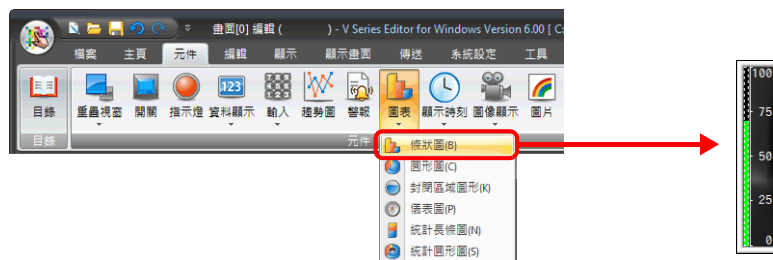 畫面[0] 編輯 (          ) - V Series Editor for Windows Version 6.00 [ C:
檔案 主頁 元件 編輯 顯示 顯示畫面 傳送 系統設定 工具
目錄 重疊視窗 開關 指示燈 資料顯示 輸入 趨勢圖 警報 圖表 顯示時刻 圖像顯示 圖片
123
目錄 元件
條狀圖(B)
圓形圖(C)
封閉區域圖形(K)
儀表圖(P)
統計長條圖(N)
統計圓形圖(S)
100
75
50
25
0